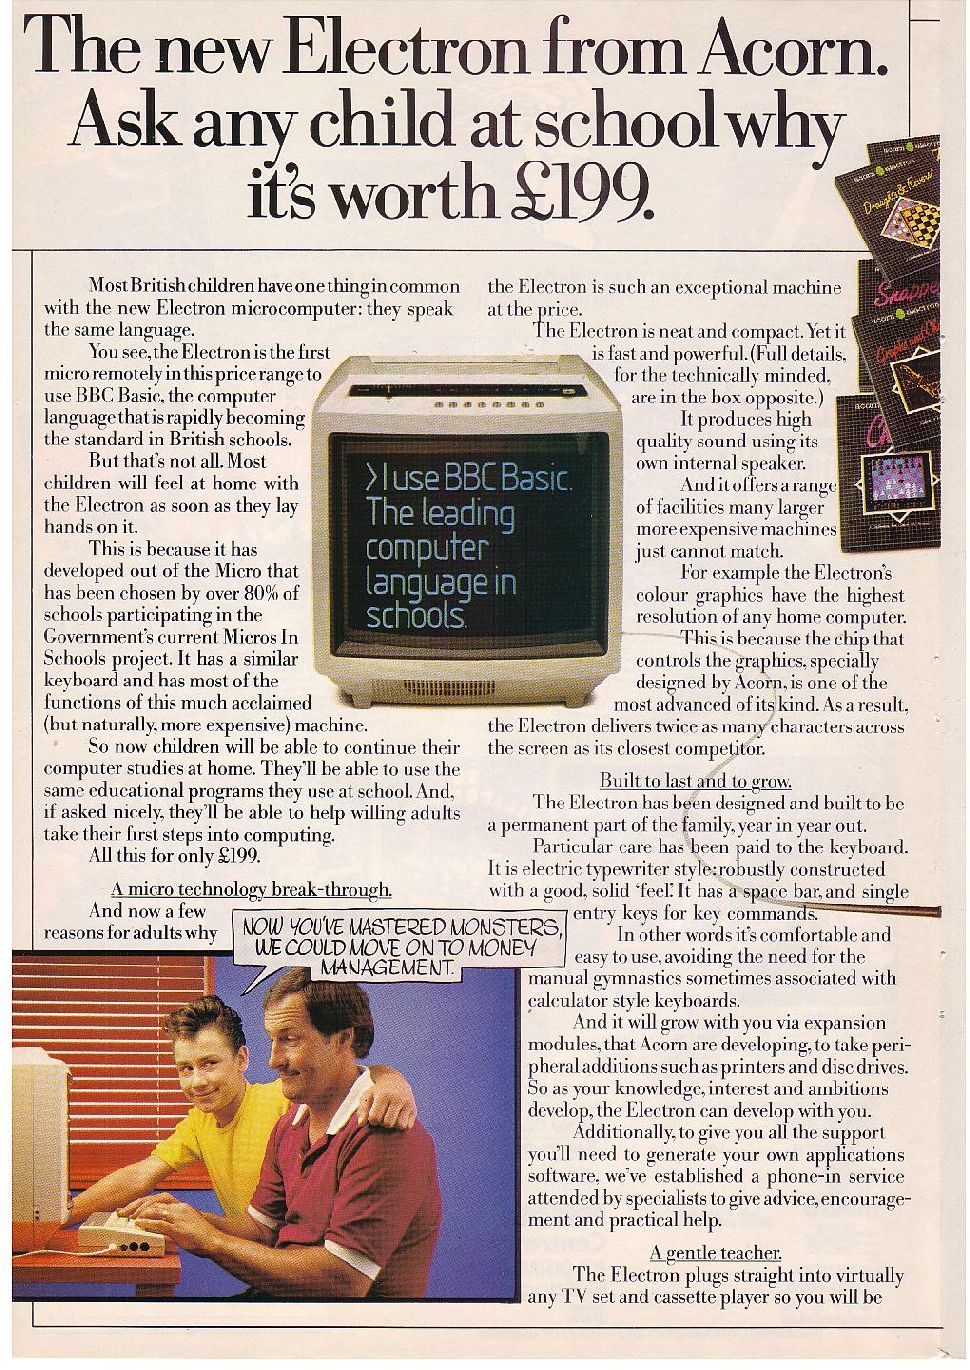 The new Electron from Acorn.
Ask any child at school why
it's worth £199.
Most British children have one thing in common
with the new Electron microcomputer: they speak
the same language.
You see, the Electron is the first
micro remotely in this price range to
use BBC Basic, the computer
language that is rapidly becoming
the standard in British schools.
But that's not all. Most
children will feel at home with
the Electron as soon as they lay
hands on it.
This is because it has
developed out of the Micro that
has been chosen by over 80% of
schools participating in the
Government's current Micros In
Schools project. It has a similar
keyboard and has most of the
functions of this much acclaimed
(but naturally, more expensive) machine.
So now children will be able to continue their
computer studies at home. They'll be able to use the
same educational programs they use at school. And,
if asked nicely, they'll be able to help willing adults
take their first steps into computing.
All this for only £199.
A micro technology break-through.
And now a few
reasons for adults why
>I use BBC Basic.
The leading
computer
language in
schools.
NOW YOU'VE MASTERED MONSTERS,
WE COULD MOVE ON TO MONEY
MANAGEMENT.
the Electron is such an exceptional machine
at the price.
The Electron is neat and compact. Yet it
is fast and powerful. (Full details,
for the technically minded,
are in the box opposite.)
It produces high
quality sound using its
own internal speaker.
And it offers a range
of facilities many larger
more expensive machines
just cannot match.
For example the Electron's
colour graphics have the highest
resolution of any home computer.
This is because the chip that
controls the graphics, specially
designed by Acorn, is one of the
most advanced of its kind. As a result,
the Electron delivers twice as many characters across
the screen as its closest competitor.
Built to last and to grow.
The Electron has been designed and built to be
a permanent part of the family, year in year out.
Particular care has been paid to the keyboard.
It is electric typewriter style: robustly constructed
with a good, solid 'feel'. It has a space bar, and single
entry keys for key commands.
In other words it's comfortable and
easy to use, avoiding the need for the
manual gymnastics sometimes associated with
calculator style keyboards.
And it will grow with you via expansion
modules, that Acorn are developing, to take peri-
pheral additions such as printers and disc drives.
So as your knowledge, interest and ambitions
develop, the Electron can develop with you.
Additionally, to give you all the support
you'll need to generate your own applications
software, we've established a phone-in service
attended by specialists to give advice, encourage-
ment and practical help.
A gentle teacher.
The Electron plugs straight into virtually
any TV set and cassette player so you will be
acorn electron
Draughts &
Snapper
acorn electron
Graphs and
acorn